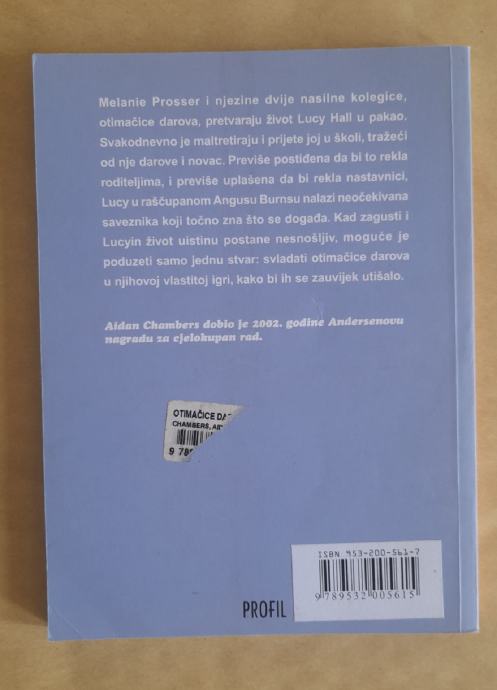 Melanie Prosser i njezine dvije nasilne kolegice,
otimačice darova, pretvaraju život Lucy Hall u pakao.
Svakodnevno je maltretiraju i prijete joj u školi, tražeći
od nje darove i novac. Previše postiđena da bi to rekla
roditeljima, i previše uplašena da bi rekla nastavnici,
Lucy u raščupanom Angusu Burnsu nalazi neočekivana
saveznika koji točno zna što se događa. Kad zagusti i
Lucyin život uistinu postane nesnošljiv, moguće je
poduzeti samo jednu stvar: svladati otimačice darova
u njihovoj vlastitoj igri, kako bi ih se zauvijek utišalo.
Aidan Chambers dobio je 2002. godine Andersenovu
nagradu za cjelokupan rad.
OTIMAČICE
CHAMBERS,
9
ISBN 953-200-561-7
9 789532 005615
PROFIL